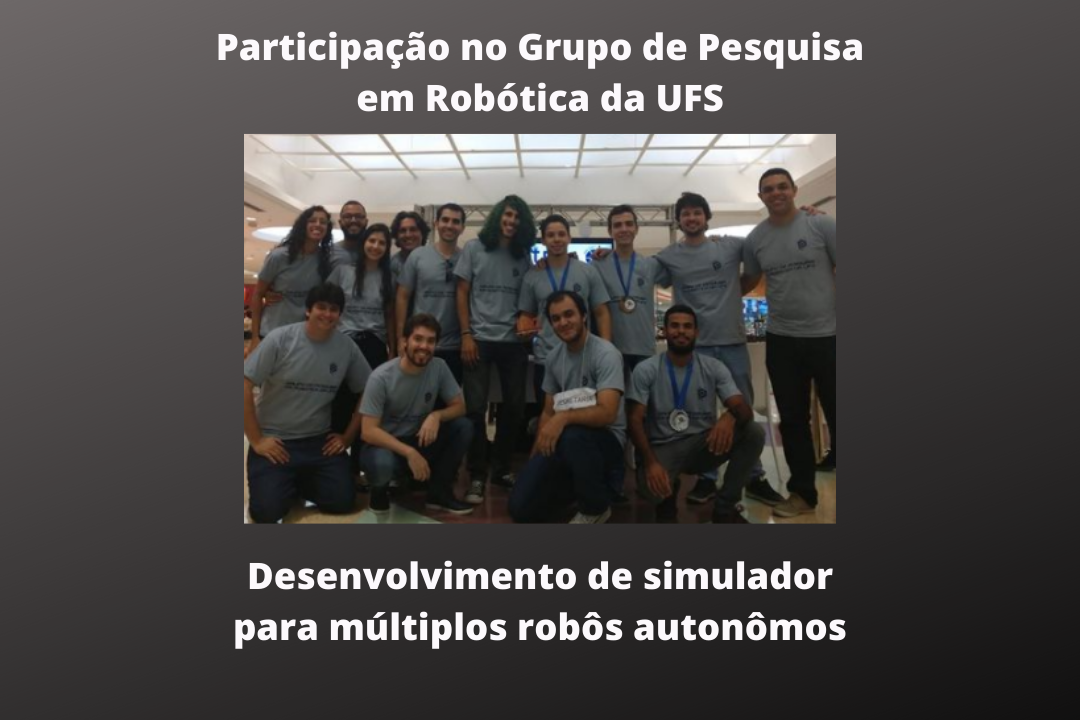 Participação no Grupo de Pesquisa
em Robótica da UFS
Desenvolvimento de simulador
para múltiplos robôs autonômos